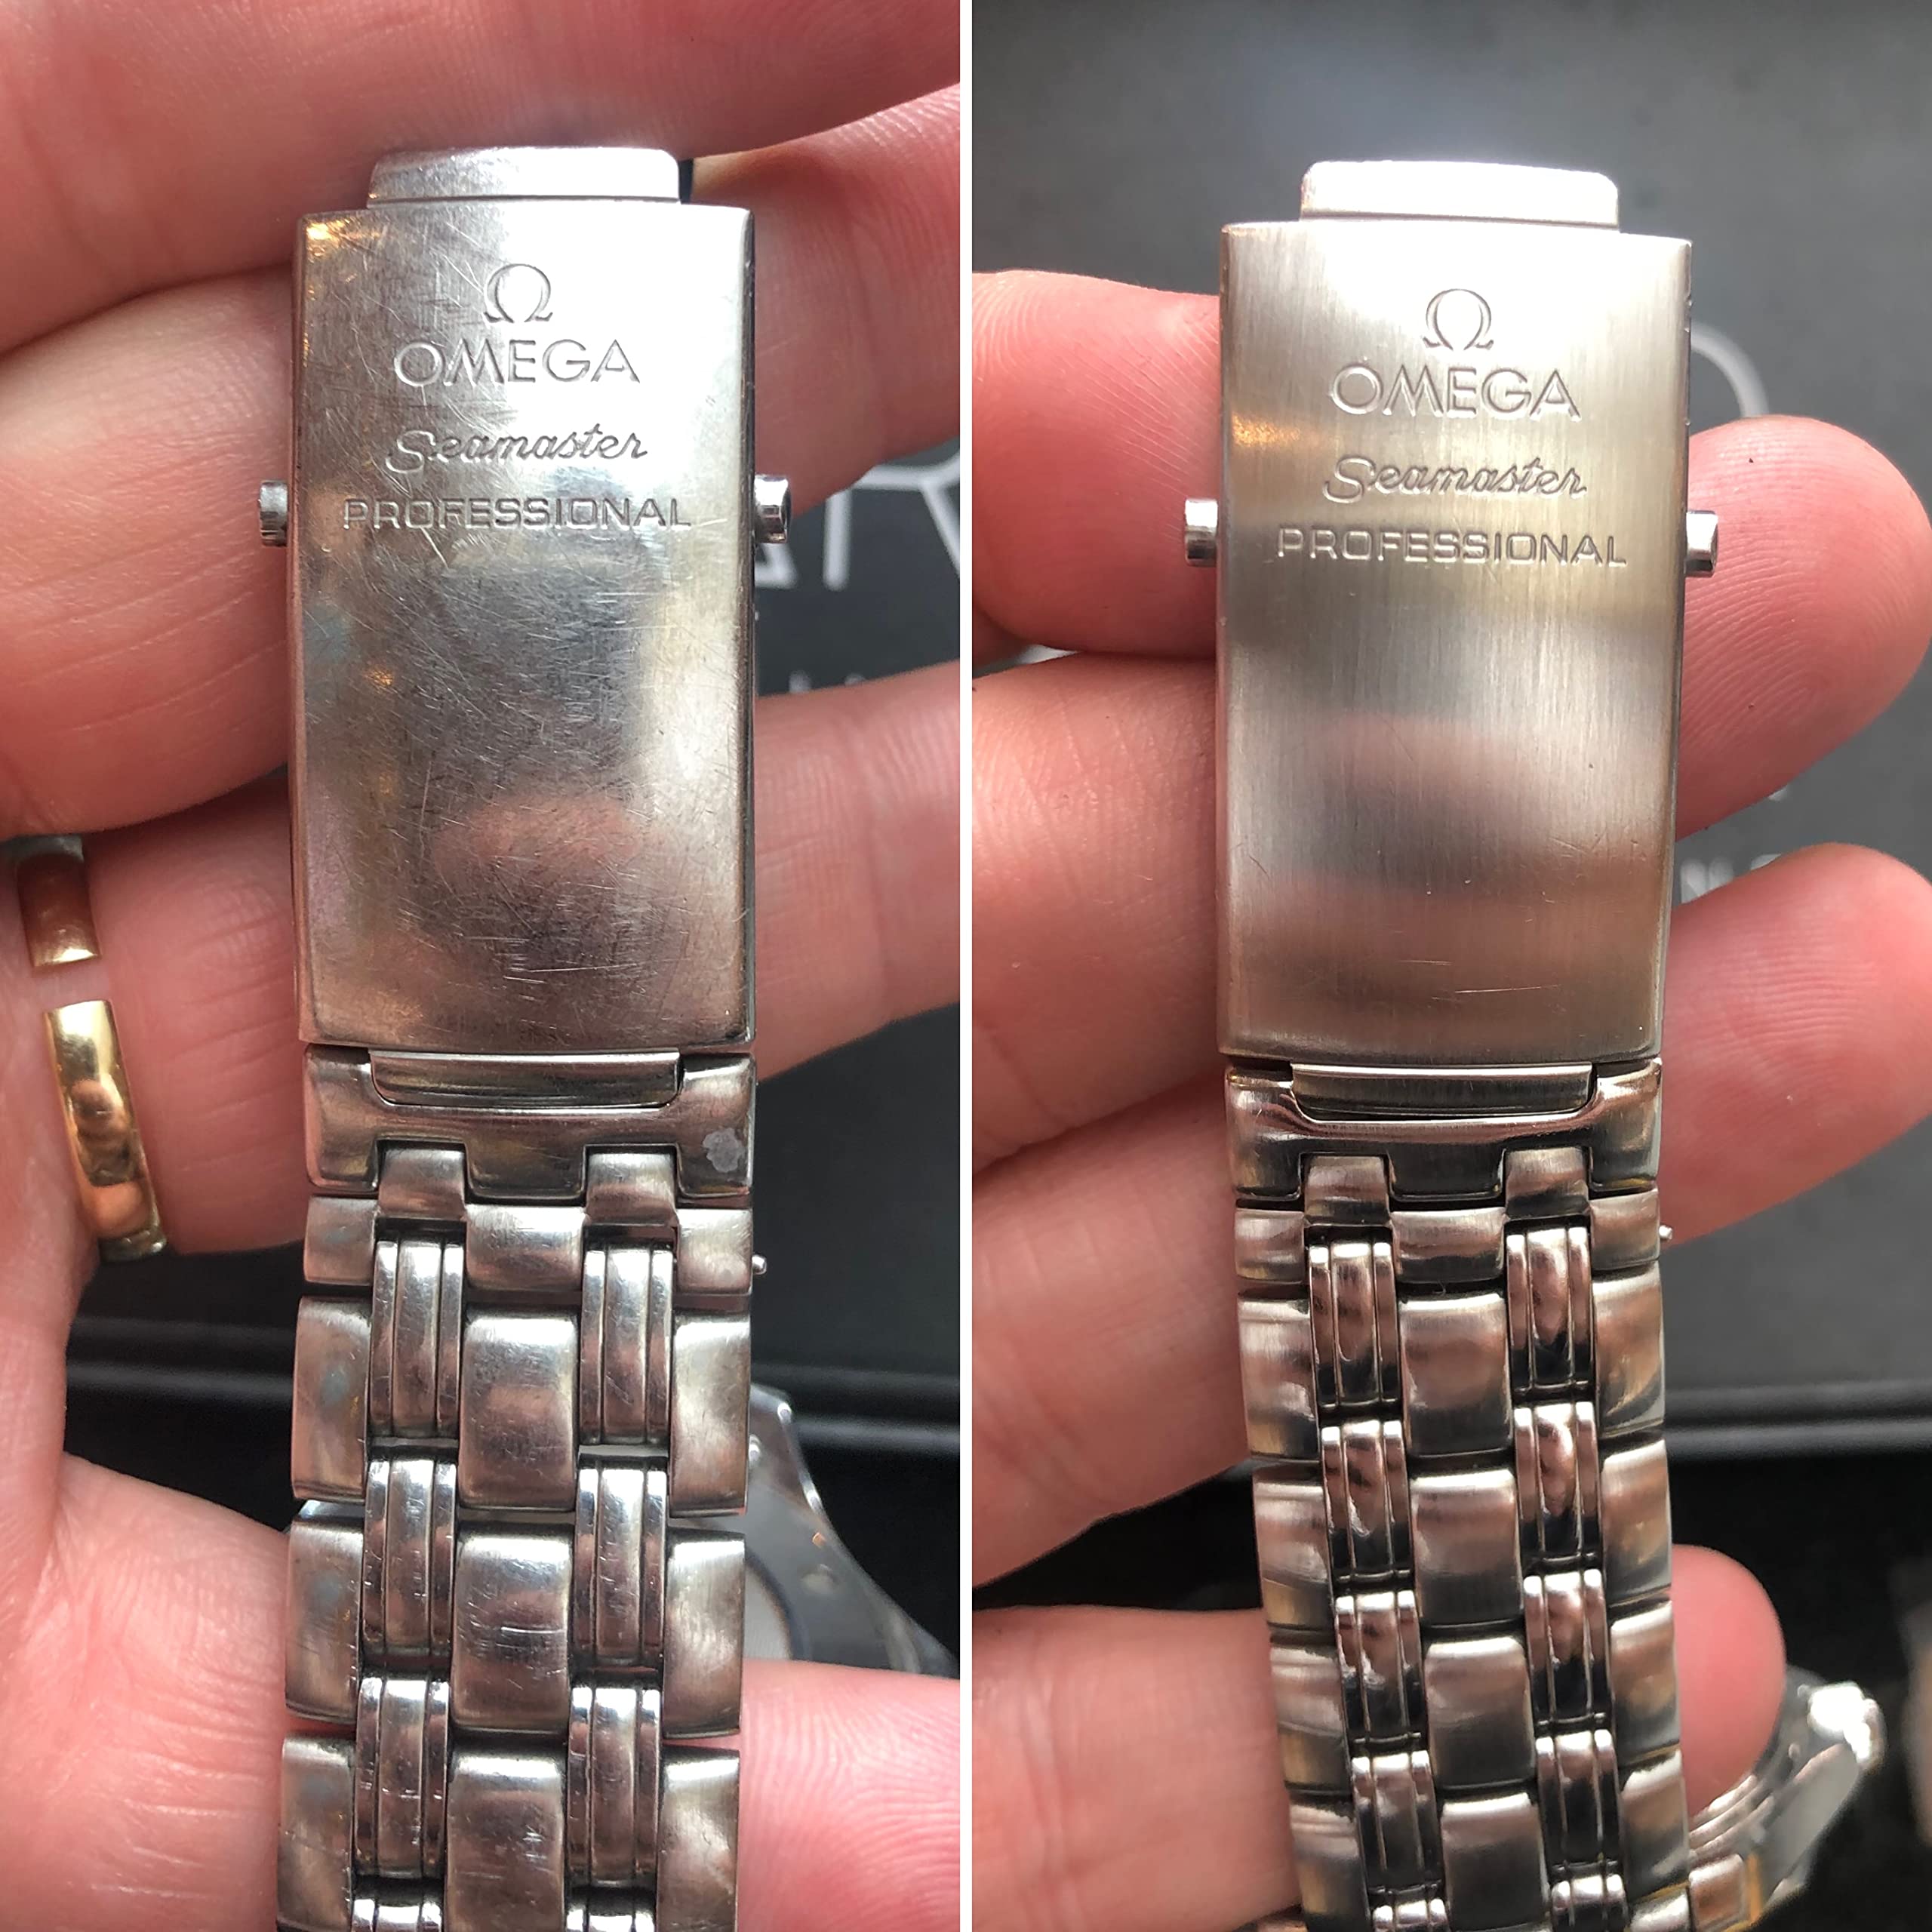 Ω
OMEGA
Seamaster
PROFESSIONAL
Ω
OMEGA
Seamaster
PROFESSIONAL